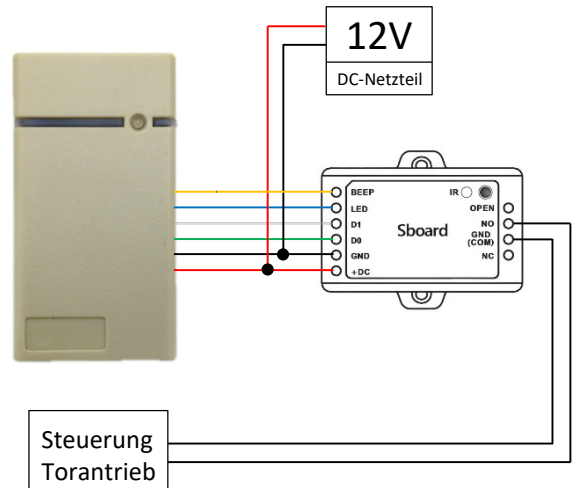 12V
DC-Netzteil
BEEP
LED
D1
D0
GND
+DC
Sboard
IR
OPEN
NO
GND
(COM)
NC
Steuerung
Torantrieb